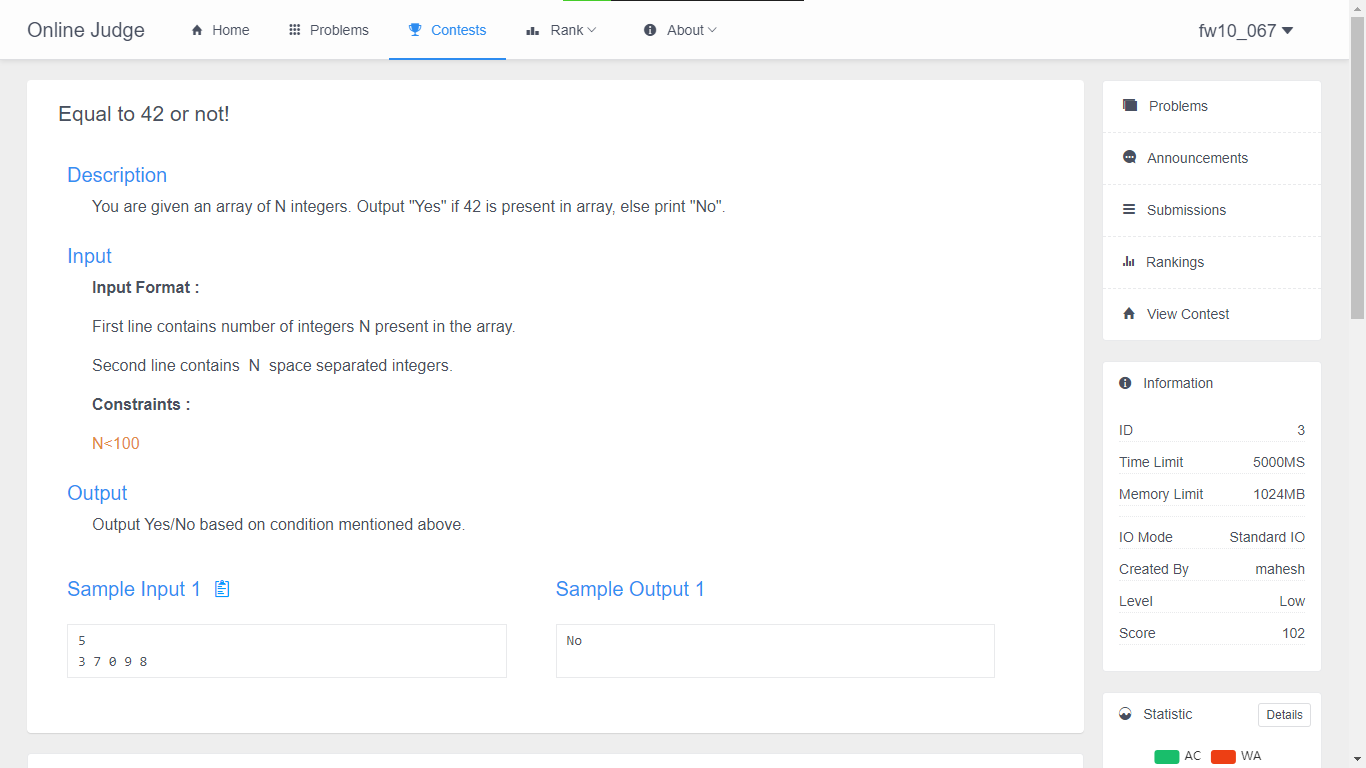 Online Judge
Home
Problems
Contests
Rank
About
fw10_067
Equal to 42 or not!
Description
You are given an array of N integers. Output "Yes" if 42 is present in array, else print "No".
Input
Input Format :
First line contains number of integers N present in the array.
Second line contains  N  space separated integers.
Constraints :
N<100
Output
Output Yes/No based on condition mentioned above.
Sample Input 1
5
3 7 0 9 8
Sample Output 1
No
Problems
Announcements
Submissions
Rankings
View Contest
Information
ID 3
Time Limit 5000MS
Memory Limit 1024MB
IO Mode Standard IO
Created By mahesh
Level Low
Score 102
Statistic Details
AC WA